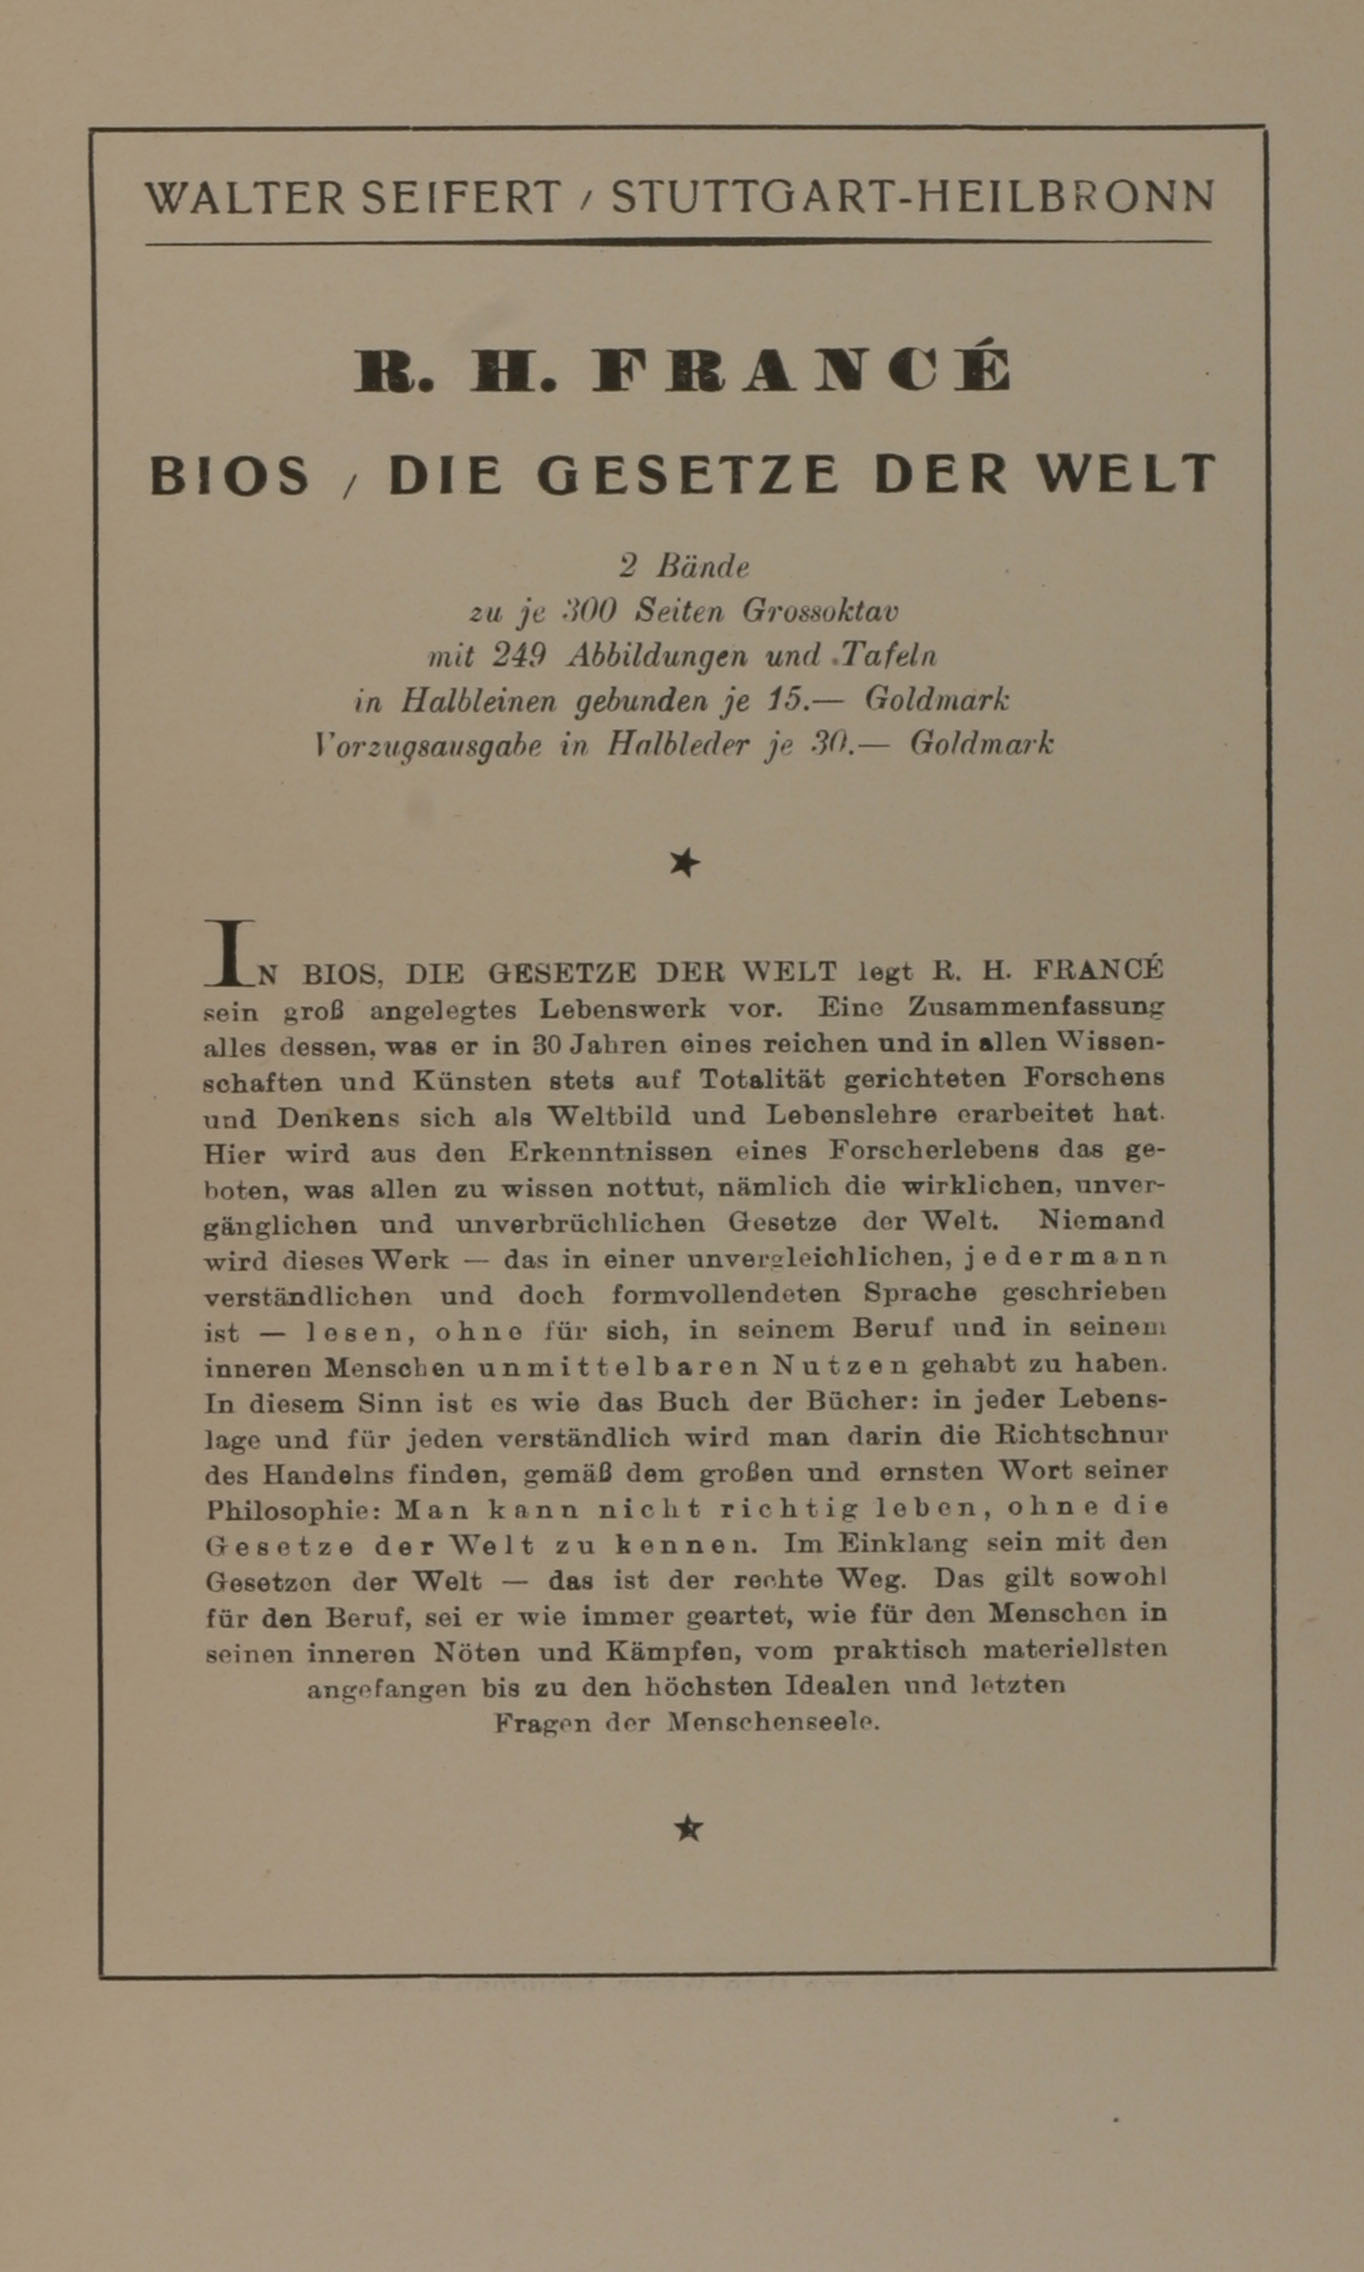 WALTER SEIFERT / STUTTGART-HEILBRONN
R. H. FRANCÉ
BIOS / DIE GESETZE DER WELT
2 Bände
zu je 300 Seiten Grossoktav
mit 249 Abbildungen und Tafeln
in Halbleinen gebunden je 15.— Goldmark
Vorzugsausgabe in Halbleder je 30.— Goldmark
★
IN BIOS, DIE GESETZE DER WELT legt R. H. FRANCÉ
sein groß angelegtes Lebenswerk vor. Eine Zusammenfassung
alles dessen, was er in 30 Jahren eines reichen und in allen Wissen-
schaften und Künsten stets auf Totalität gerichteten Forschens
und Denkens sich als Weltbild und Lebenslehre erarbeitet hat.
Hier wird aus den Erkenntnissen eines Forscherlebens das ge-
boten, was allen zu wissen nottut, nämlich die wirklichen, unver-
gänglichen und unverbrüchlichen Gesetze der Welt. Niemand
wird dieses Werk — das in einer unvergleichlichen, jedermann
verständlichen und doch formvollendeten Sprache geschrieben
ist — lesen, ohne für sich, in seinem Beruf und in seinem
inneren Menschen unmittelbaren Nutzen gehabt zu haben.
In diesem Sinn ist es wie das Buch der Bücher: in jeder Lebens-
lage und für jeden verständlich wird man darin die Richtschnur
des Handelns finden, gemäß dem großen und ernsten Wort seiner
Philosophie: Man kann nicht richtig leben, ohne die
Gesetze der Welt zu kennen. Im Einklang sein mit den
Gesetzen der Welt — das ist der rechte Weg. Das gilt sowohl
für den Beruf, sei er wie immer geartet, wie für den Menschen in
seinen inneren Nöten und Kämpfen, vom praktisch materiellsten
angefangen bis zu den höchsten Idealen und letzten
Fragen der Menschenseele.
★